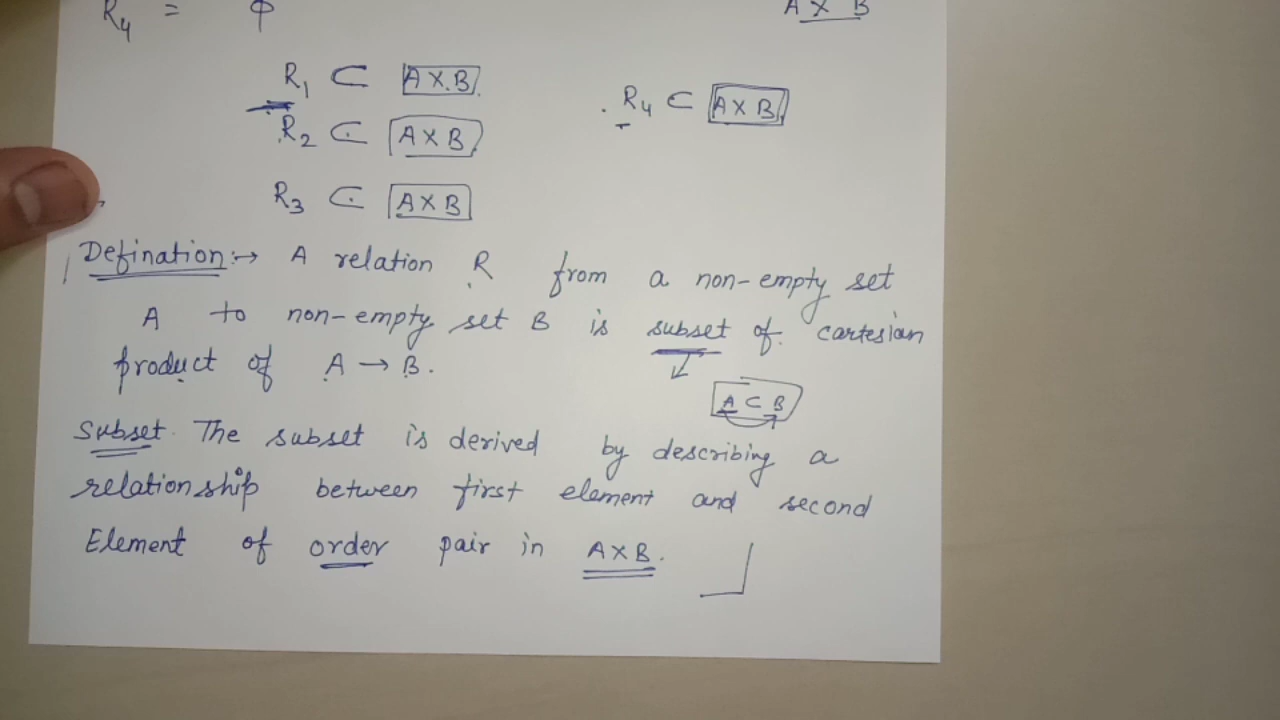 R₄ = ϕ A × B
R₁ ⊂ A × B
R₄ ⊂ A × B
R₂ ⊂ A × B
R₃ ⊂ A × B
Defination:→ A relation R from a non-empty set
A to non-empty set B is subset of cartesian
product of A → B.
A ⊂ B
Subset. The subset is derived by describing a
relationship between first element and second
Element of order pair in A × B.